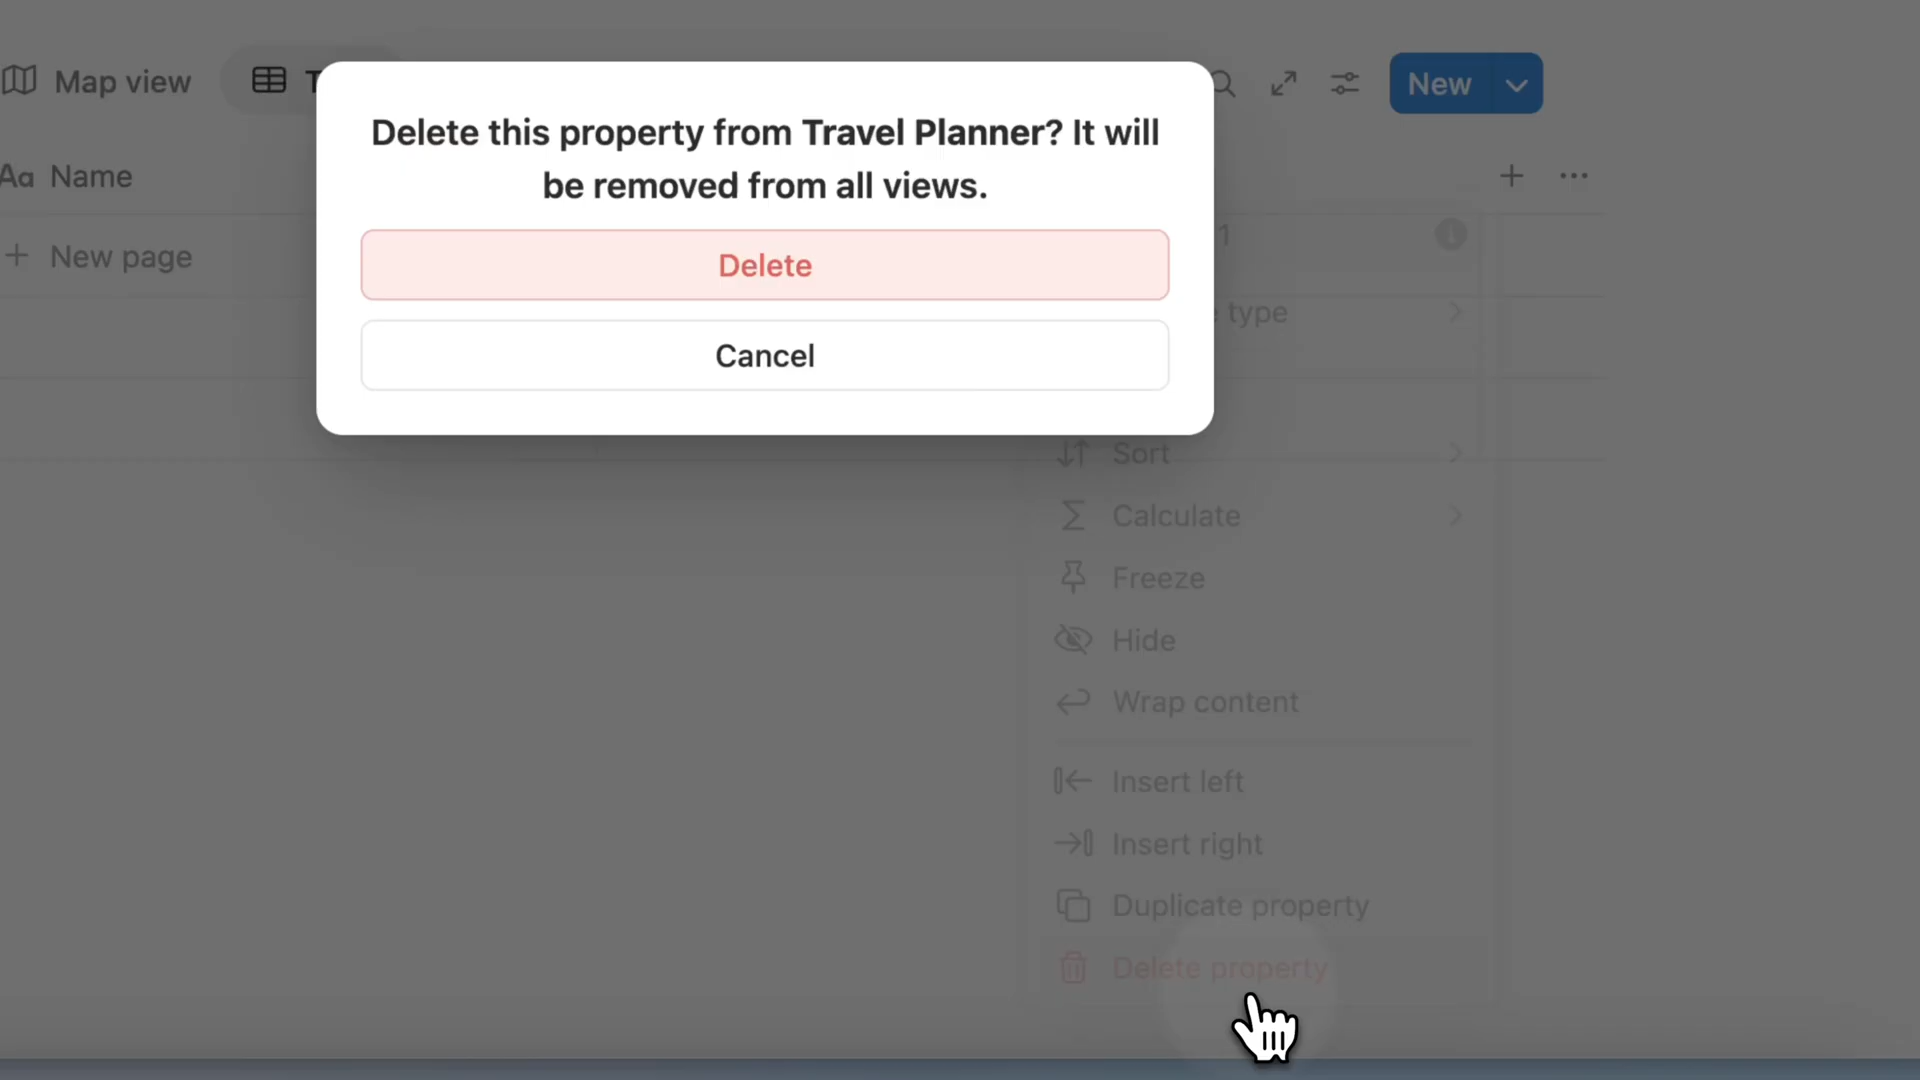 Map view
New
Delete this property from Travel Planner? It will
be removed from all views.
Aa Name
Delete
1
New page
type
Cancel
Sort
Calculate
Freeze
Hide
Wrap content
Insert left
Insert right
Duplicate property
Delete property